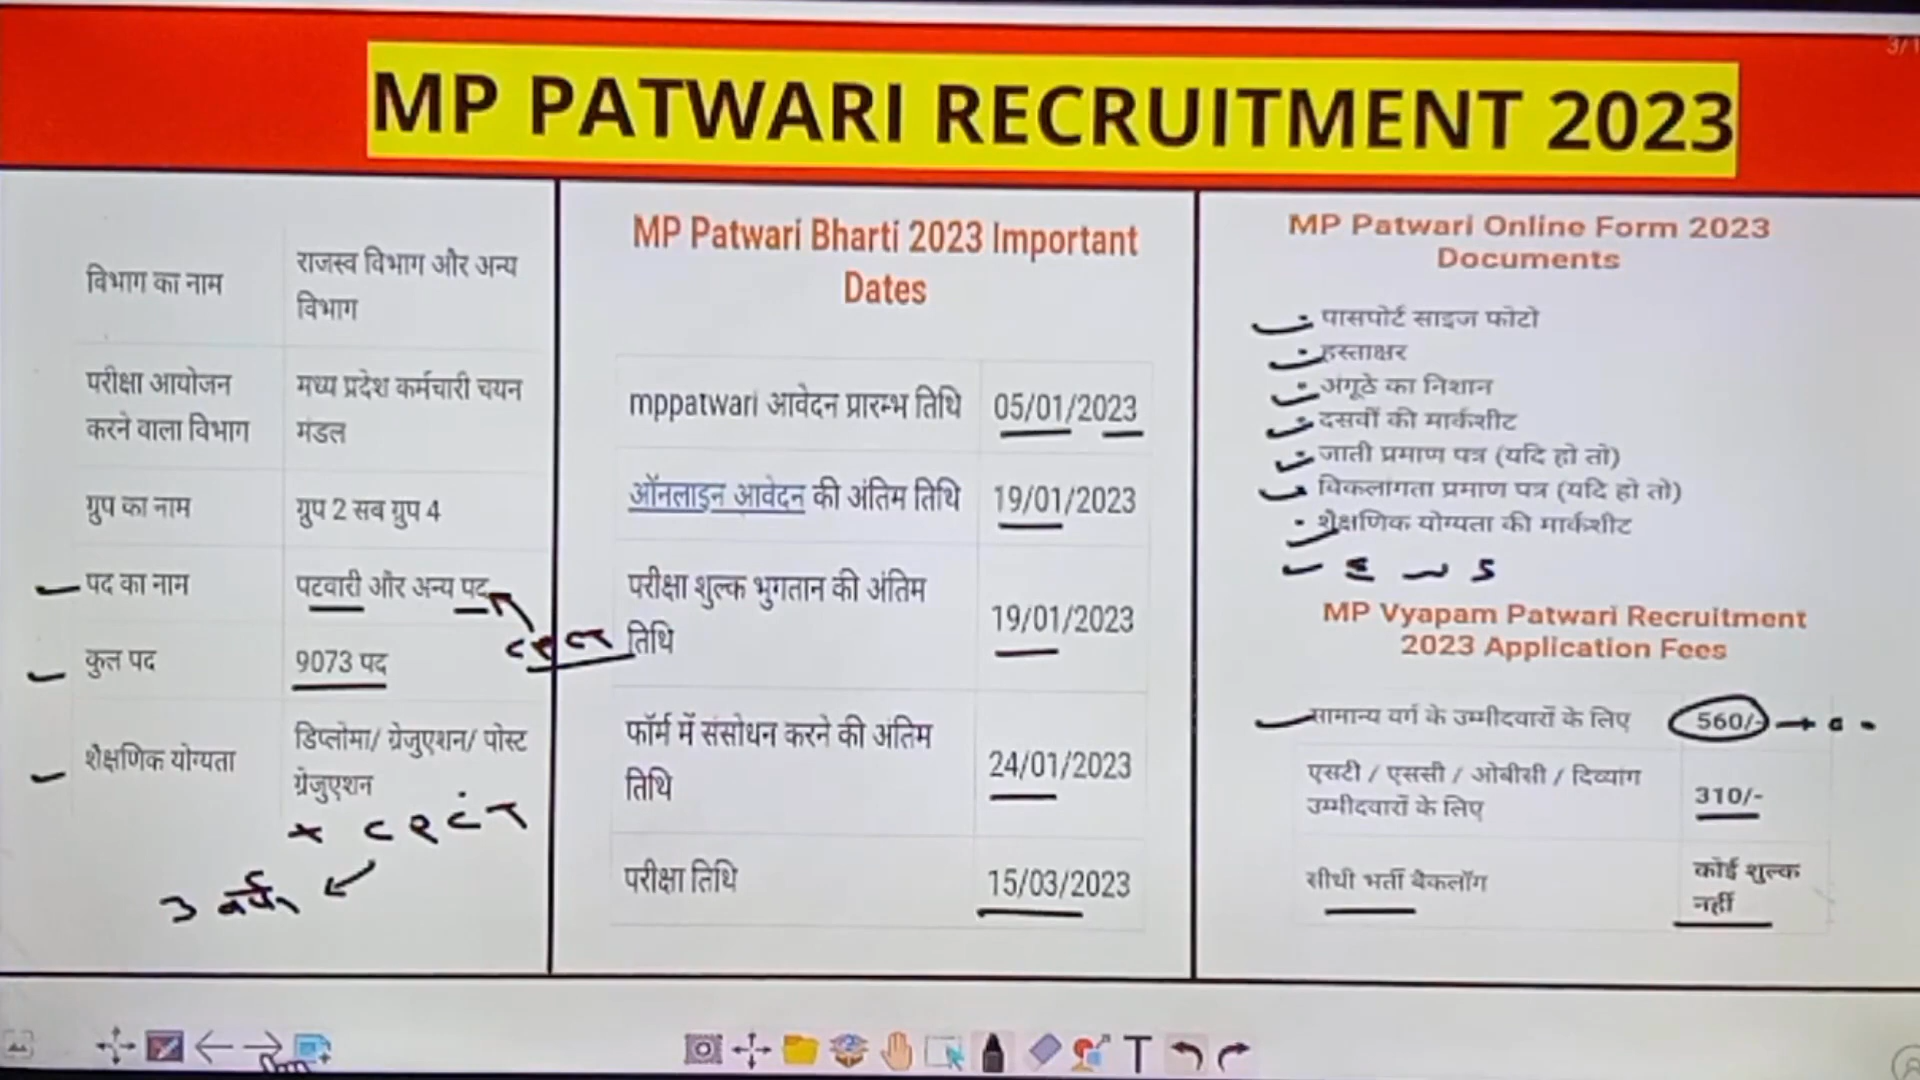 MP PATWARI RECRUITMENT 2023
विभाग का नाम
राजस्व विभाग और अन्य
विभाग
परीक्षा आयोजन
करने वाला विभाग
मध्य प्रदेश कर्मचारी चयन
मंडल
ग्रुप का नाम
ग्रुप 2 सब ग्रुप 4
पद का नाम
पटवारी और अन्य पद
कुल पद
9073 पद
शैक्षणिक योग्यता
डिप्लोमा/ ग्रेजुएशन/ पोस्ट
ग्रेजुएशन
CPCT
3 वर्ष
MP Patwari Bharti 2023 Important
Dates
mppatwari आवेदन प्रारम्भ तिथि
05/01/2023
ऑनलाइन आवेदन की अंतिम तिथि
19/01/2023
परीक्षा शुल्क भुगतान की अंतिम
तिथि
19/01/2023
फॉर्म में संसोधन करने की अंतिम
तिथि
24/01/2023
परीक्षा तिथि
15/03/2023
MP Patwari Online Form 2023
Documents
पासपोर्ट साइज फोटो
हस्ताक्षर
अंगूठे का निशान
दसवीं की मार्कशीट
जाती प्रमाण पत्र (यदि हो तो)
विकलांगता प्रमाण पत्र (यदि हो तो)
शैक्षणिक योग्यता की मार्कशीट
E W S
MP Vyapam Patwari Recruitment
2023 Application Fees
सामान्य वर्ग के उम्मीदवारों के लिए
560/-
एसटी / एससी / ओबीसी / दिव्यांग
उम्मीदवारों के लिए
310/-
सीधी भर्ती बैकलॉग
कोई शुल्क
नहीं